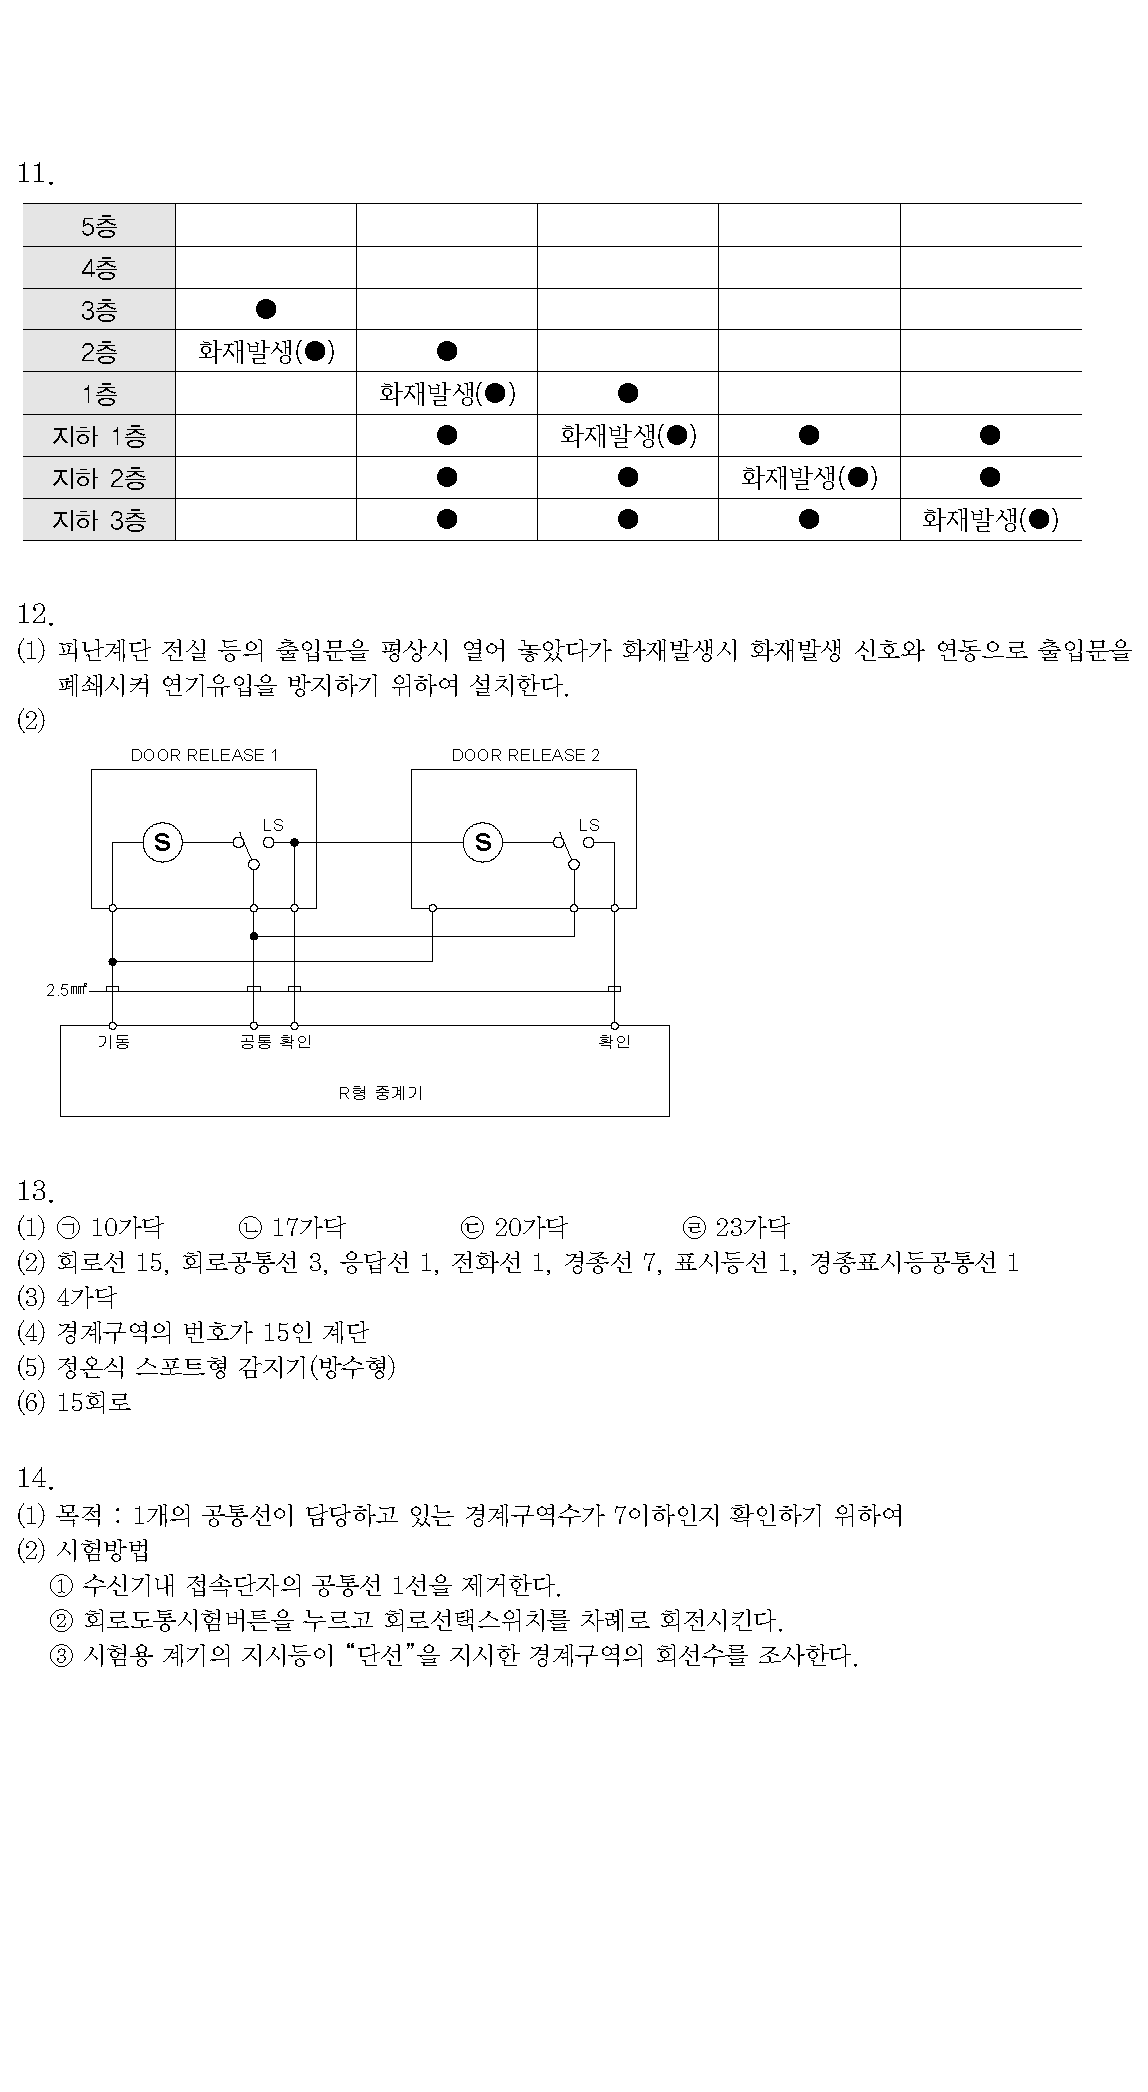 11.
5층
4층
3층 ●
2층 화재발생(●) ●
1층 화재발생(●) ●
지하 1층 ● 화재발생(●) ● ●
지하 2층 ● ● 화재발생(●) ●
지하 3층 ● ● ● 화재발생(●)
12.
(1) 피난계단 전실 등의 출입문을 평상시 열어 놓았다가 화재발생시 화재발생 신호와 연동으로 출입문을
폐쇄시켜 연기유입을 방지하기 위하여 설치한다.
(2)
DOOR RELEASE 1 DOOR RELEASE 2
LS LS
S S
2.5㎟
기동 공통 확인 확인
R형 중계기
13.
(1) ㉠ 10가닥 ㉡ 17가닥 ㉢ 20가닥 ㉣ 23가닥
(2) 회로선 15, 회로공통선 3, 응답선 1, 전화선 1, 경종선 7, 표시등선 1, 경종표시등공통선 1
(3) 4가닥
(4) 경계구역의 번호가 15인 계단
(5) 정온식 스포트형 감지기(방수형)
(6) 15회로
14.
(1) 목적 : 1개의 공통선이 담당하고 있는 경계구역수가 7이하인지 확인하기 위하여
(2) 시험방법
① 수신기내 접속단자의 공통선 1선을 제거한다.
② 회로도통시험버튼을 누르고 회로선택스위치를 차례로 회전시킨다.
③ 시험용 계기의 지시등이 “단선”을 지시한 경계구역의 회선수를 조사한다.